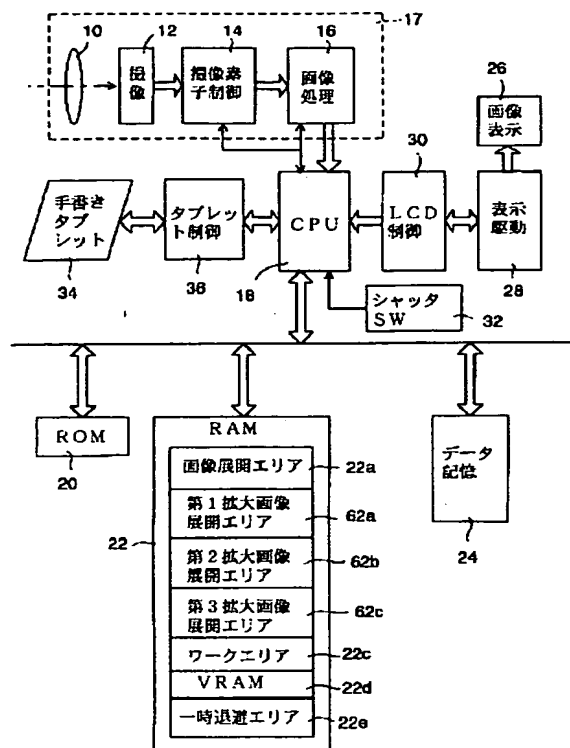 10
12
14
16
17
撮像
撮像素
子制御
画像
処理
26
画像
表示
30
手書き
タブ
レット
タブレ
ット制御
CPU
LCD
制御
表示
駆動
34
36
18
28
シャッタ
SW
32
ROM
20
RAM
22
画像展開エリア
22a
第1拡大画像
展開エリア
62a
第2拡大画像
展開エリア
62b
第3拡大画像
展開エリア
62c
ワークエリア
22c
VRAM
22d
一時退避エリア
22e
データ
記憶
24